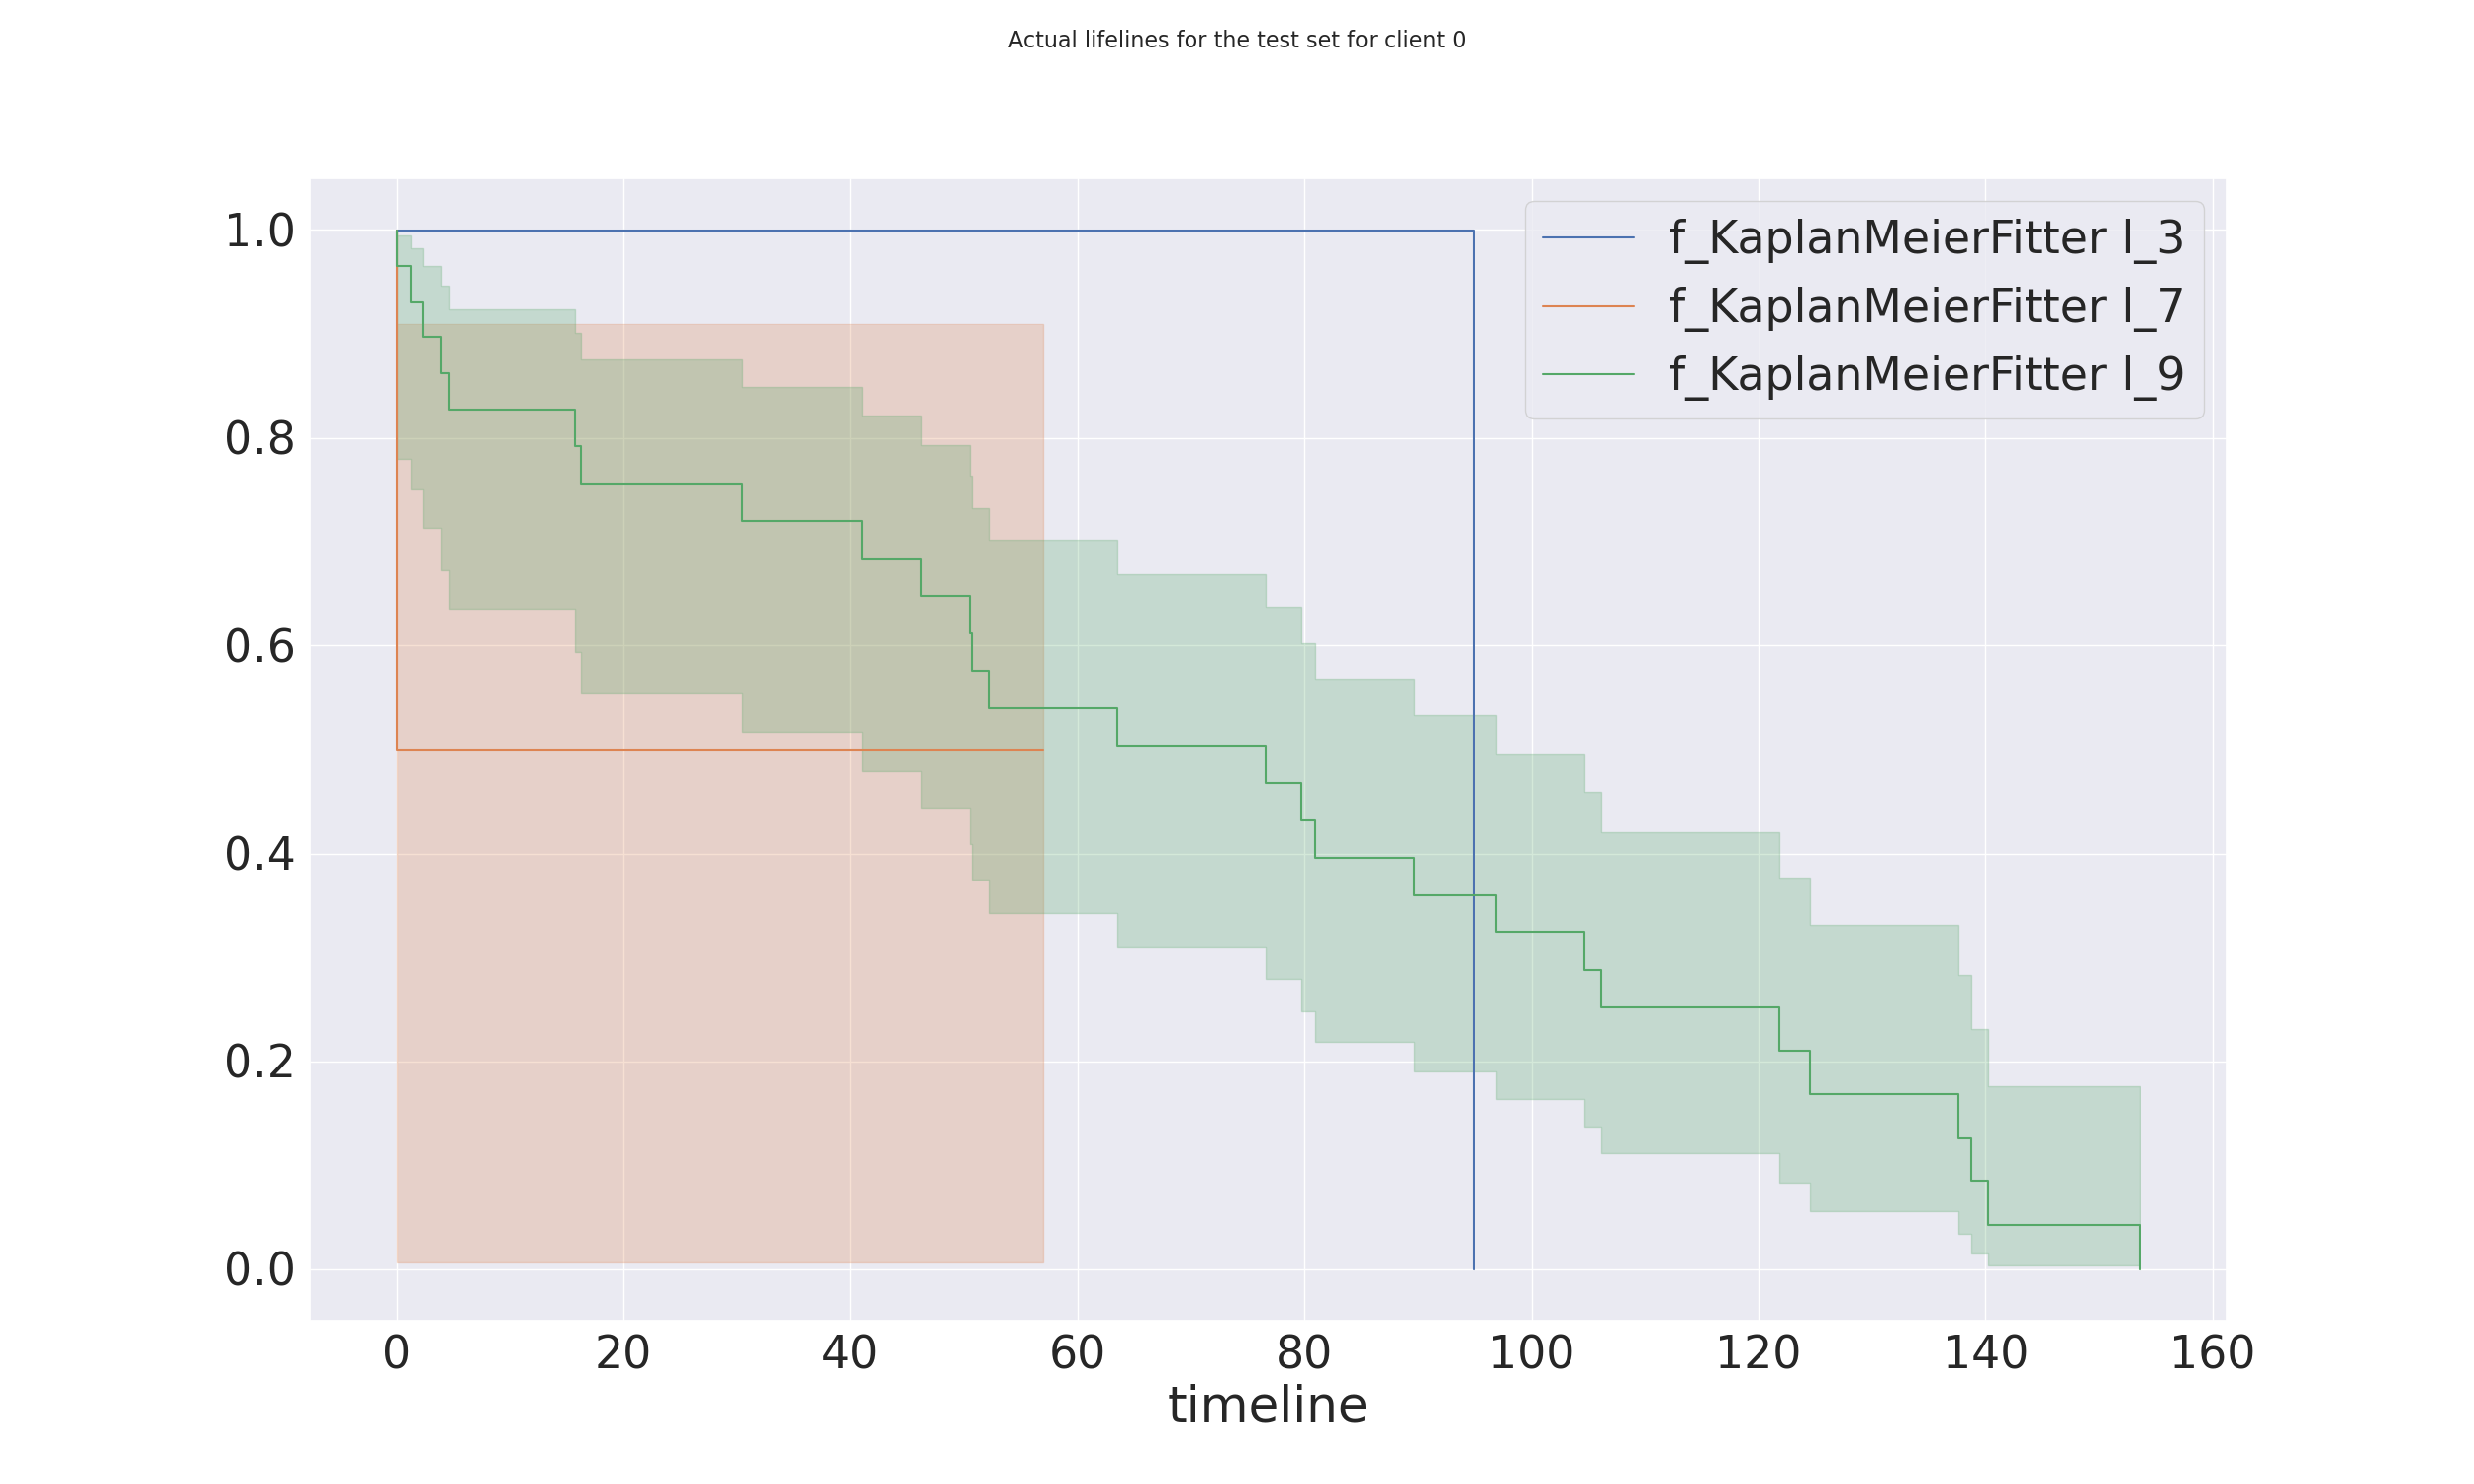 Actual lifelines for the test set for client 0
1.0
0.8
0.6
0.4
0.2
0.0
f_KaplanMeierFitter l_3
f_KaplanMeierFitter l_7
f_KaplanMeierFitter l_9
0 20 40 60 80 100 120 140 160
timeline